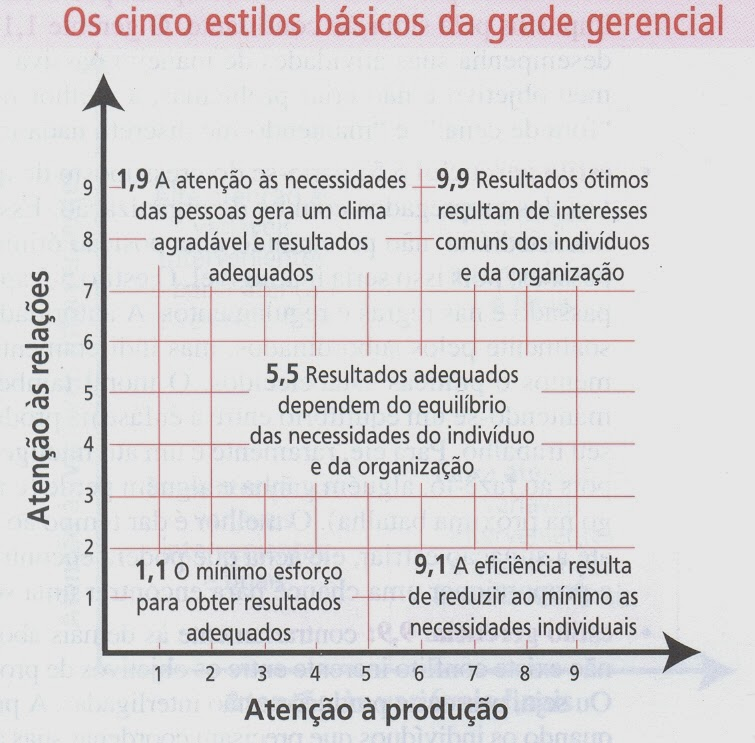 Os cinco estilos básicos da grade gerencial
Atenção às relações
9
8
7
6
5
4
3
2
1
1,9 A atenção às necessidades
das pessoas gera um clima
agradável e resultados
adequados
9,9 Resultados ótimos
resultam de interesses
comuns dos indivíduos
e da organização
5,5 Resultados adequados
dependem do equilíbrio
das necessidades do indivíduo
e da organização
1,1 O mínimo esforço
para obter resultados
adequados
9,1 A eficiência resulta
de reduzir ao mínimo as
necessidades individuais
1 2 3 4 5 6 7 8 9
Atenção à produção